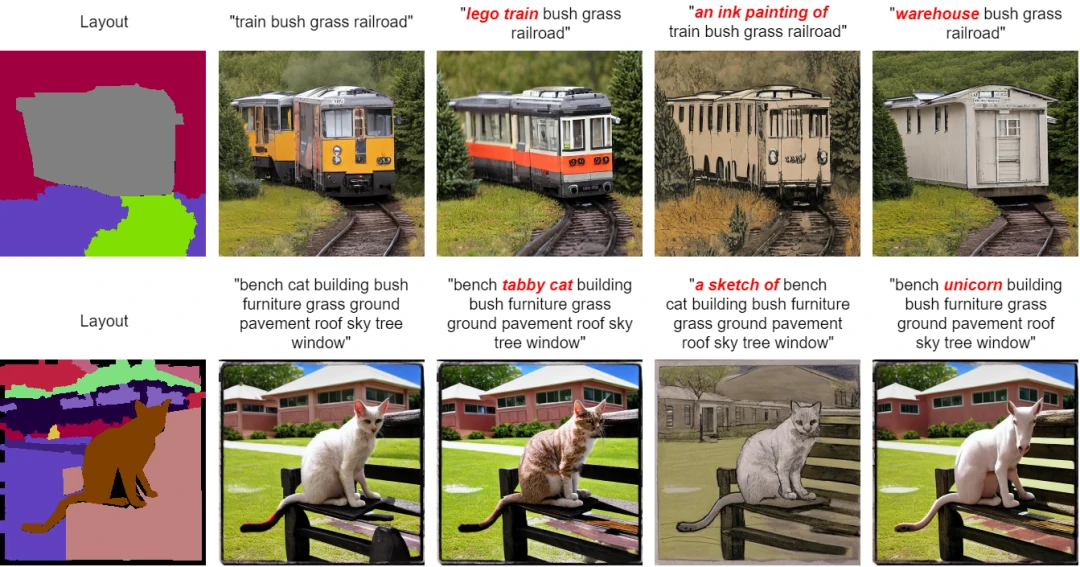 Layout
"train bush grass railroad"
"lego train bush grass
railroad"
"an ink painting of
train bush grass railroad"
"warehouse bush grass
railroad"
Layout
"bench cat building bush
furniture grass ground
pavement roof sky tree
window"
"bench tabby cat building
bush furniture grass
ground pavement roof sky
tree window"
"a sketch of bench
cat building bush furniture
grass ground pavement
roof sky tree window"
"bench unicorn building
bush furniture grass
ground pavement roof
sky tree window"